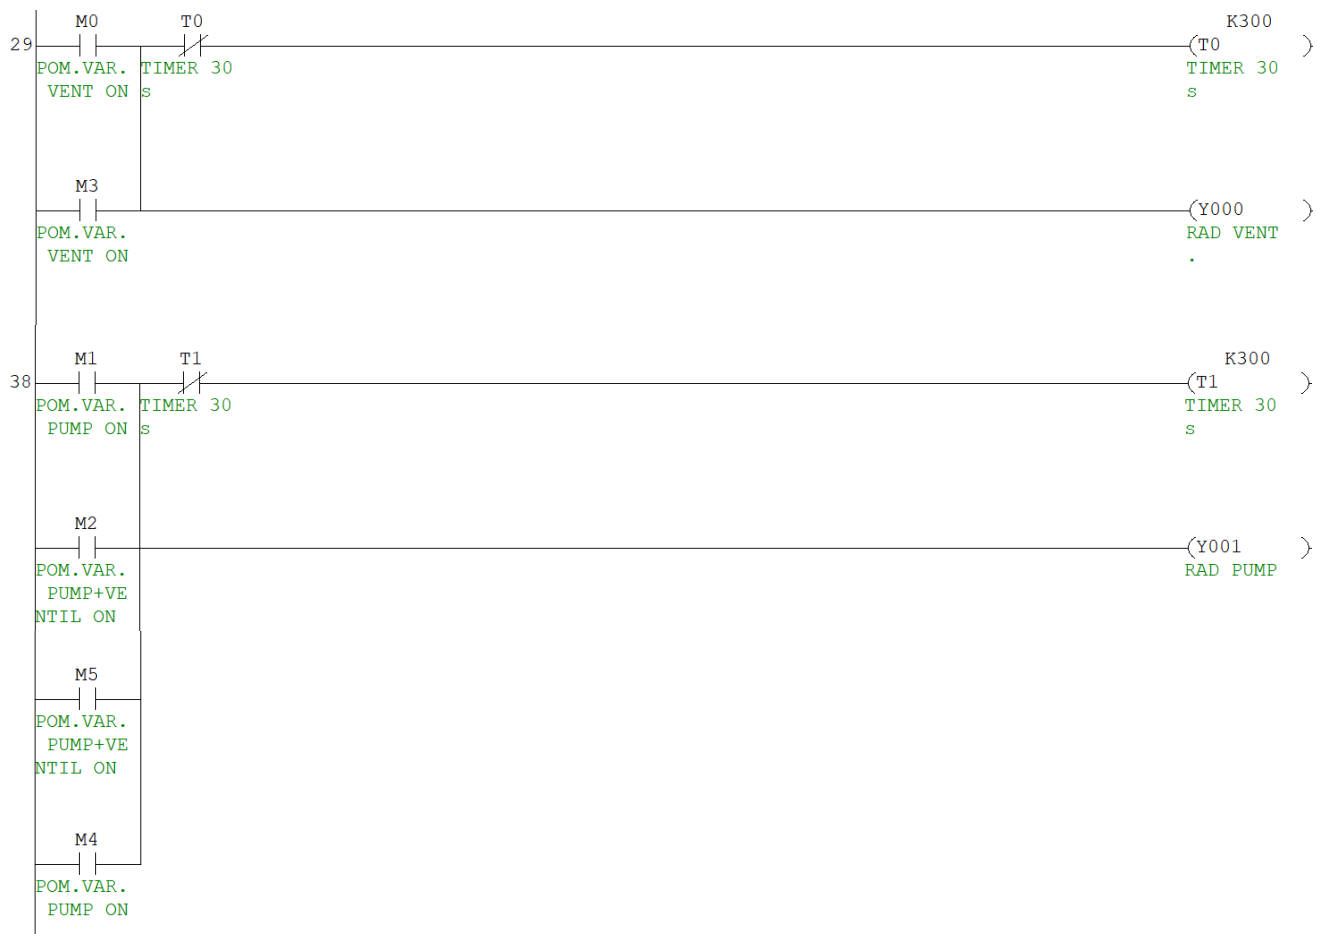 M0 T0 K300
29 (T0 )
POM.VAR. TIMER 30 TIMER 30
VENT ON s s
M3
(Y000 )
POM.VAR. RAD VENT
VENT ON .
M1 T1 K300
38 (T1 )
POM.VAR. TIMER 30 TIMER 30
PUMP ON s s
M2
(Y001 )
POM.VAR. RAD PUMP
PUMP+VE
NTIL ON
M5
POM.VAR.
PUMP+VE
NTIL ON
M4
POM.VAR.
PUMP ON